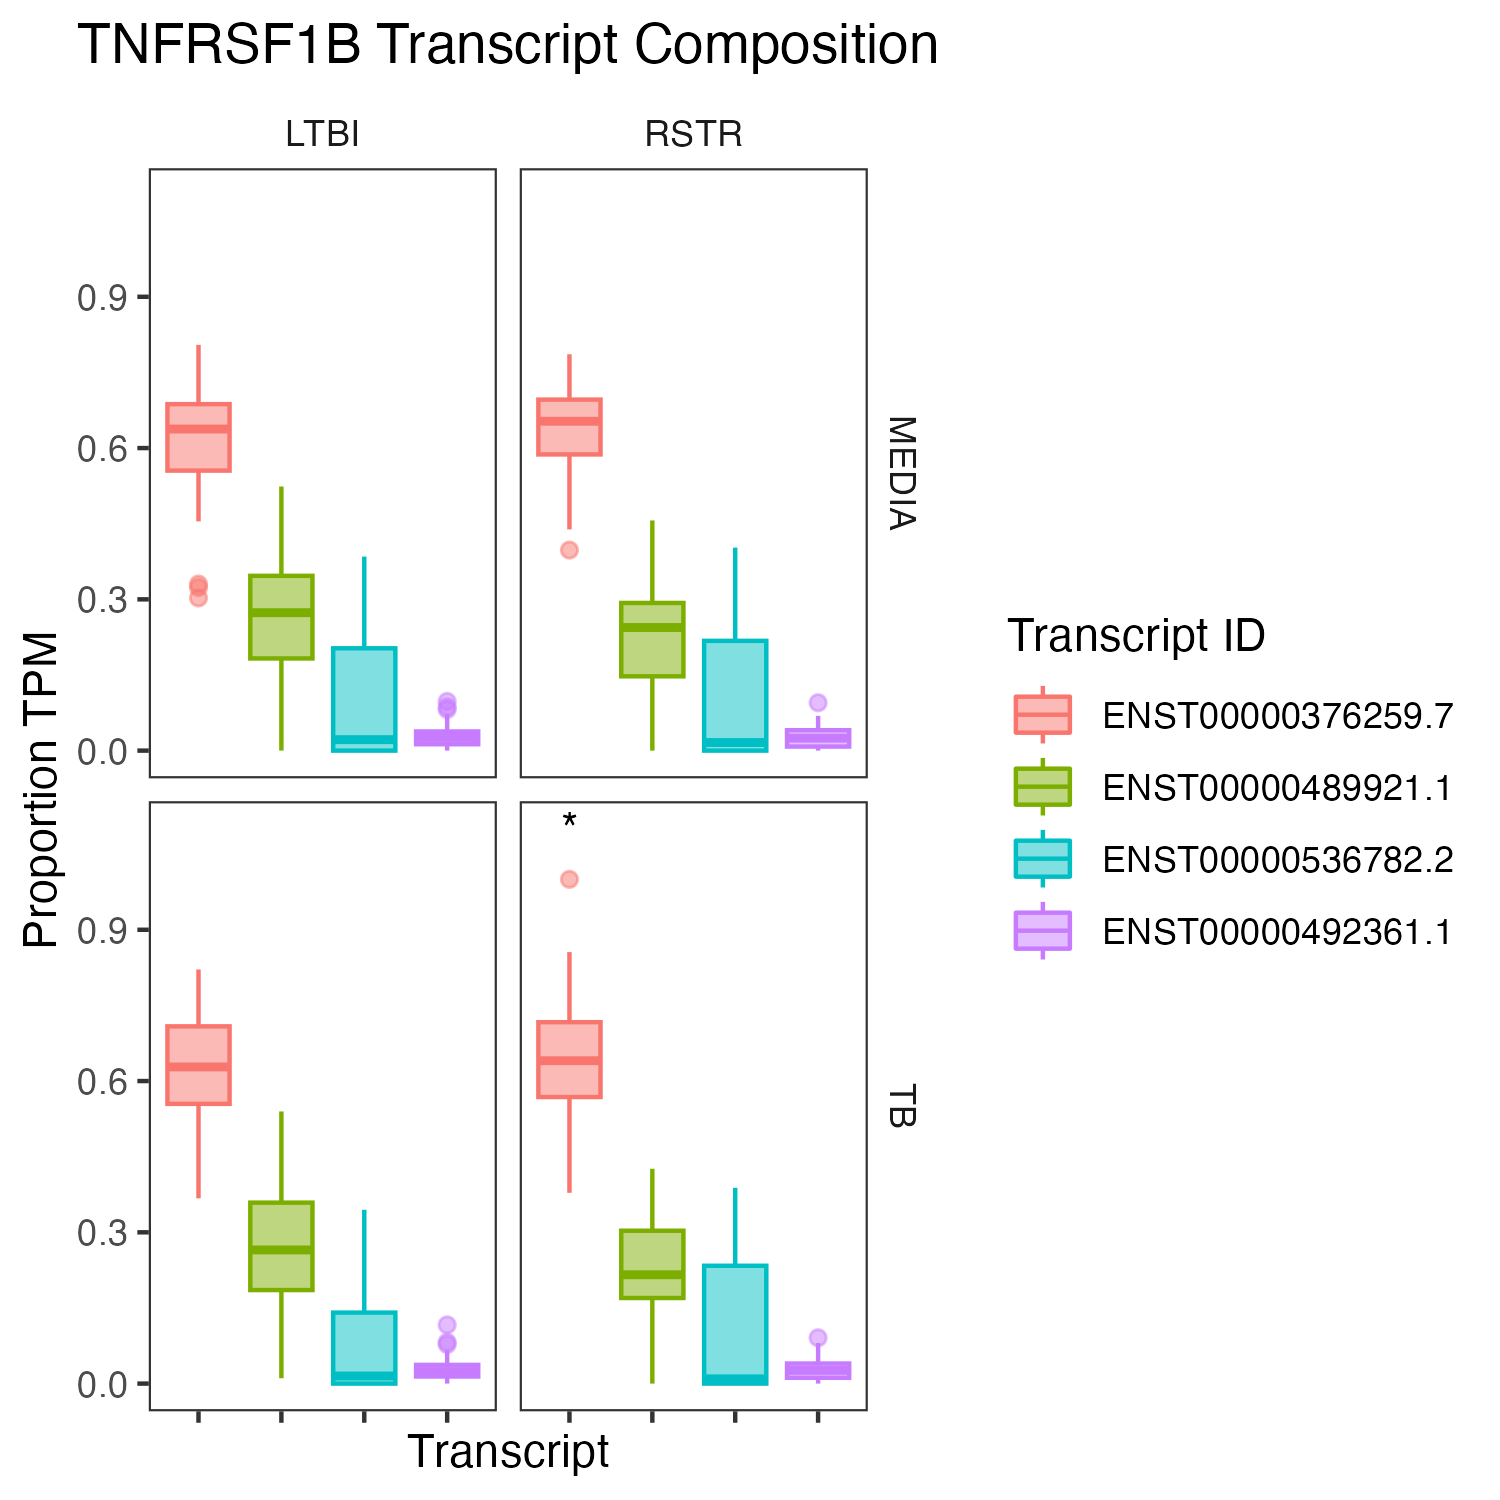 TNFRSF1B Transcript Composition
LTBI
RSTR
MEDIA
0.9
0.6
0.3
0.0
*
TB
0.9
0.6
0.3
0.0
Proportion TPM
Transcript
Transcript ID
ENST00000376259.7
ENST00000489921.1
ENST00000536782.2
ENST00000492361.1